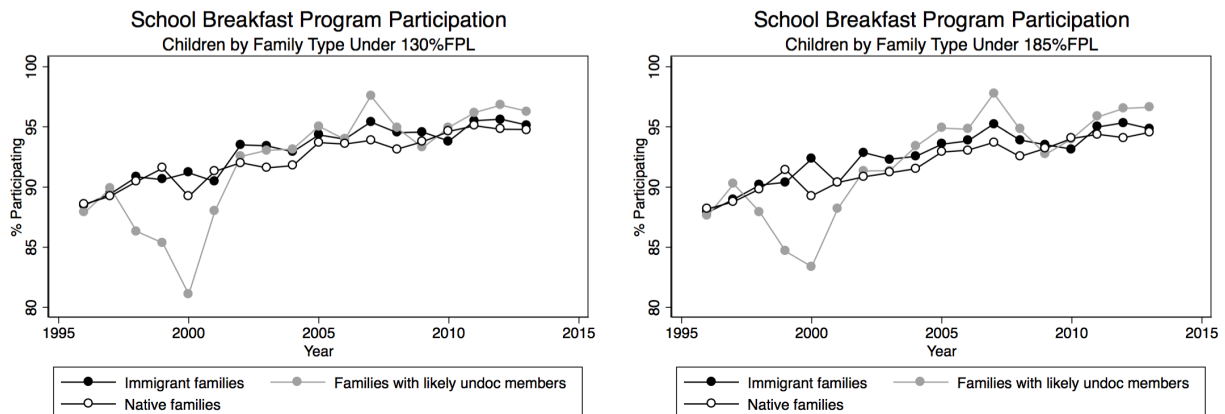 School Breakfast Program Participation
Children by Family Type Under 130%FPL
% Participating
100
95
90
85
80
1995
2000
2005
2010
2015
Year
Immigrant families
Families with likely undoc members
Native families
School Breakfast Program Participation
Children by Family Type Under 185%FPL
% Participating
100
95
90
85
80
1995
2000
2005
2010
2015
Year
Immigrant families
Families with likely undoc members
Native families